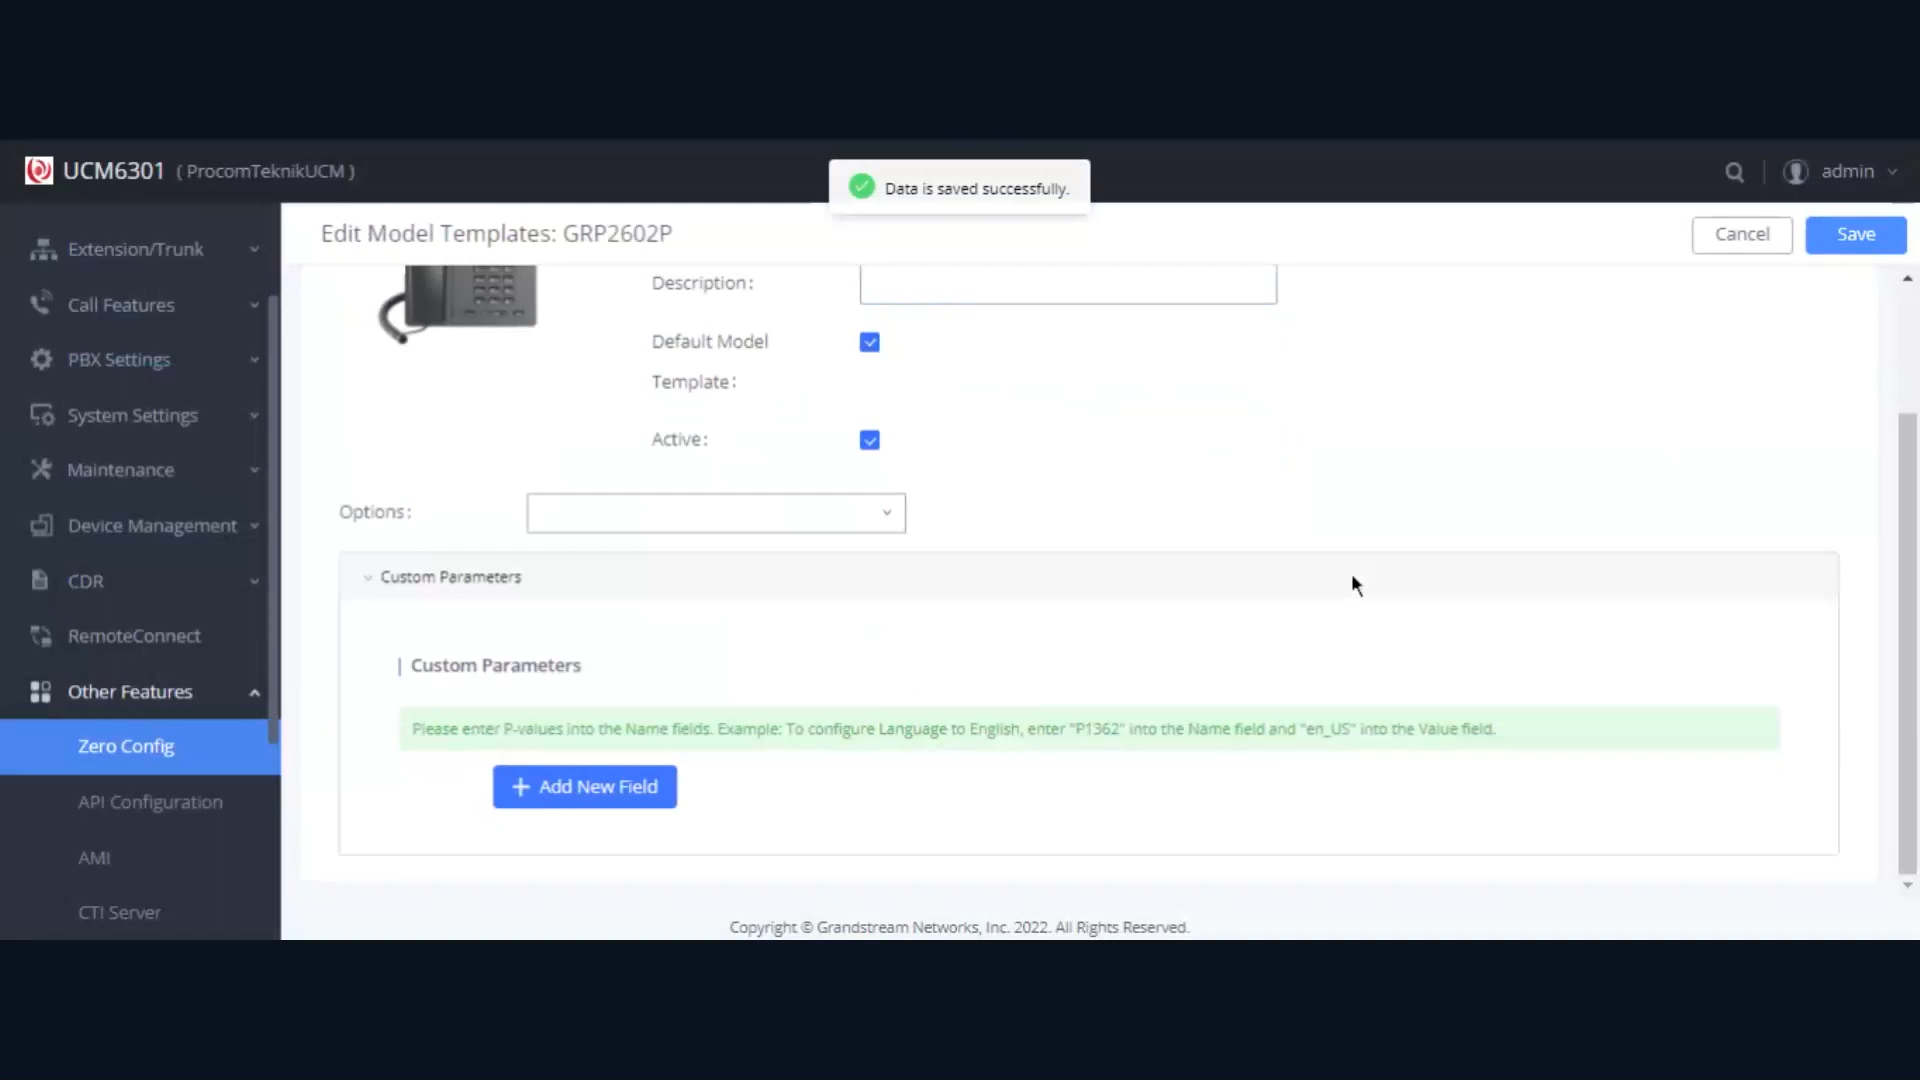 UCM6301 ( ProcomTeknikUCM )
Data is saved successfully.
admin
Extension/Trunk
Call Features
PBX Settings
System Settings
Maintenance
Device Management
CDR
RemoteConnect
Other Features
Zero Config
API Configuration
AMI
CTI Server
Edit Model Templates: GRP2602P
Cancel
Save
Description:
Default Model
Template:
Active:
Options:
Custom Parameters
Custom Parameters
Please enter P-values into the Name fields. Example: To configure Language to English, enter "P1362" into the Name field and "en_US" into the Value field.
+ Add New Field
Copyright © Grandstream Networks, Inc. 2022. All Rights Reserved.